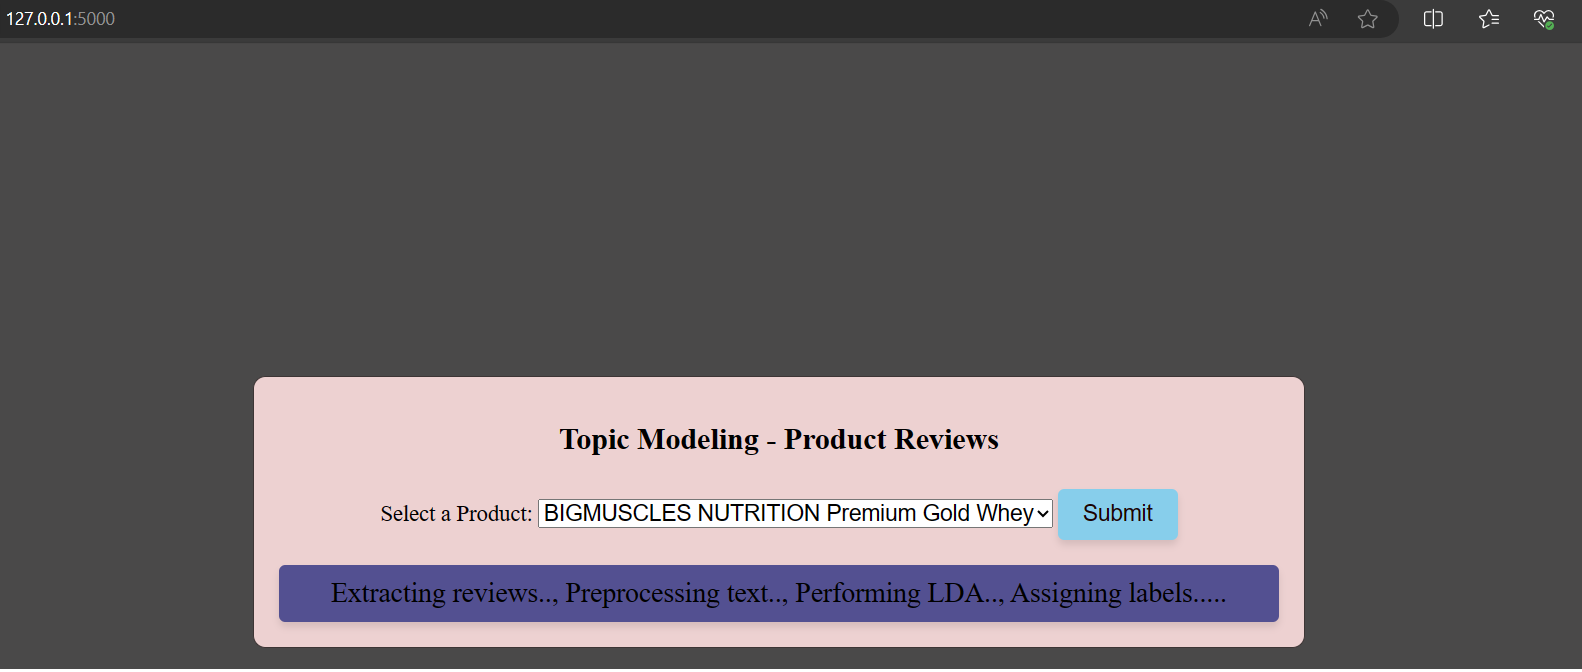 127.0.0.1:5000
Topic Modeling - Product Reviews
Select a Product: BIGMUSCLES NUTRITION Premium Gold Whey Submit
Extracting reviews.., Preprocessing text.., Performing LDA.., Assigning labels.....